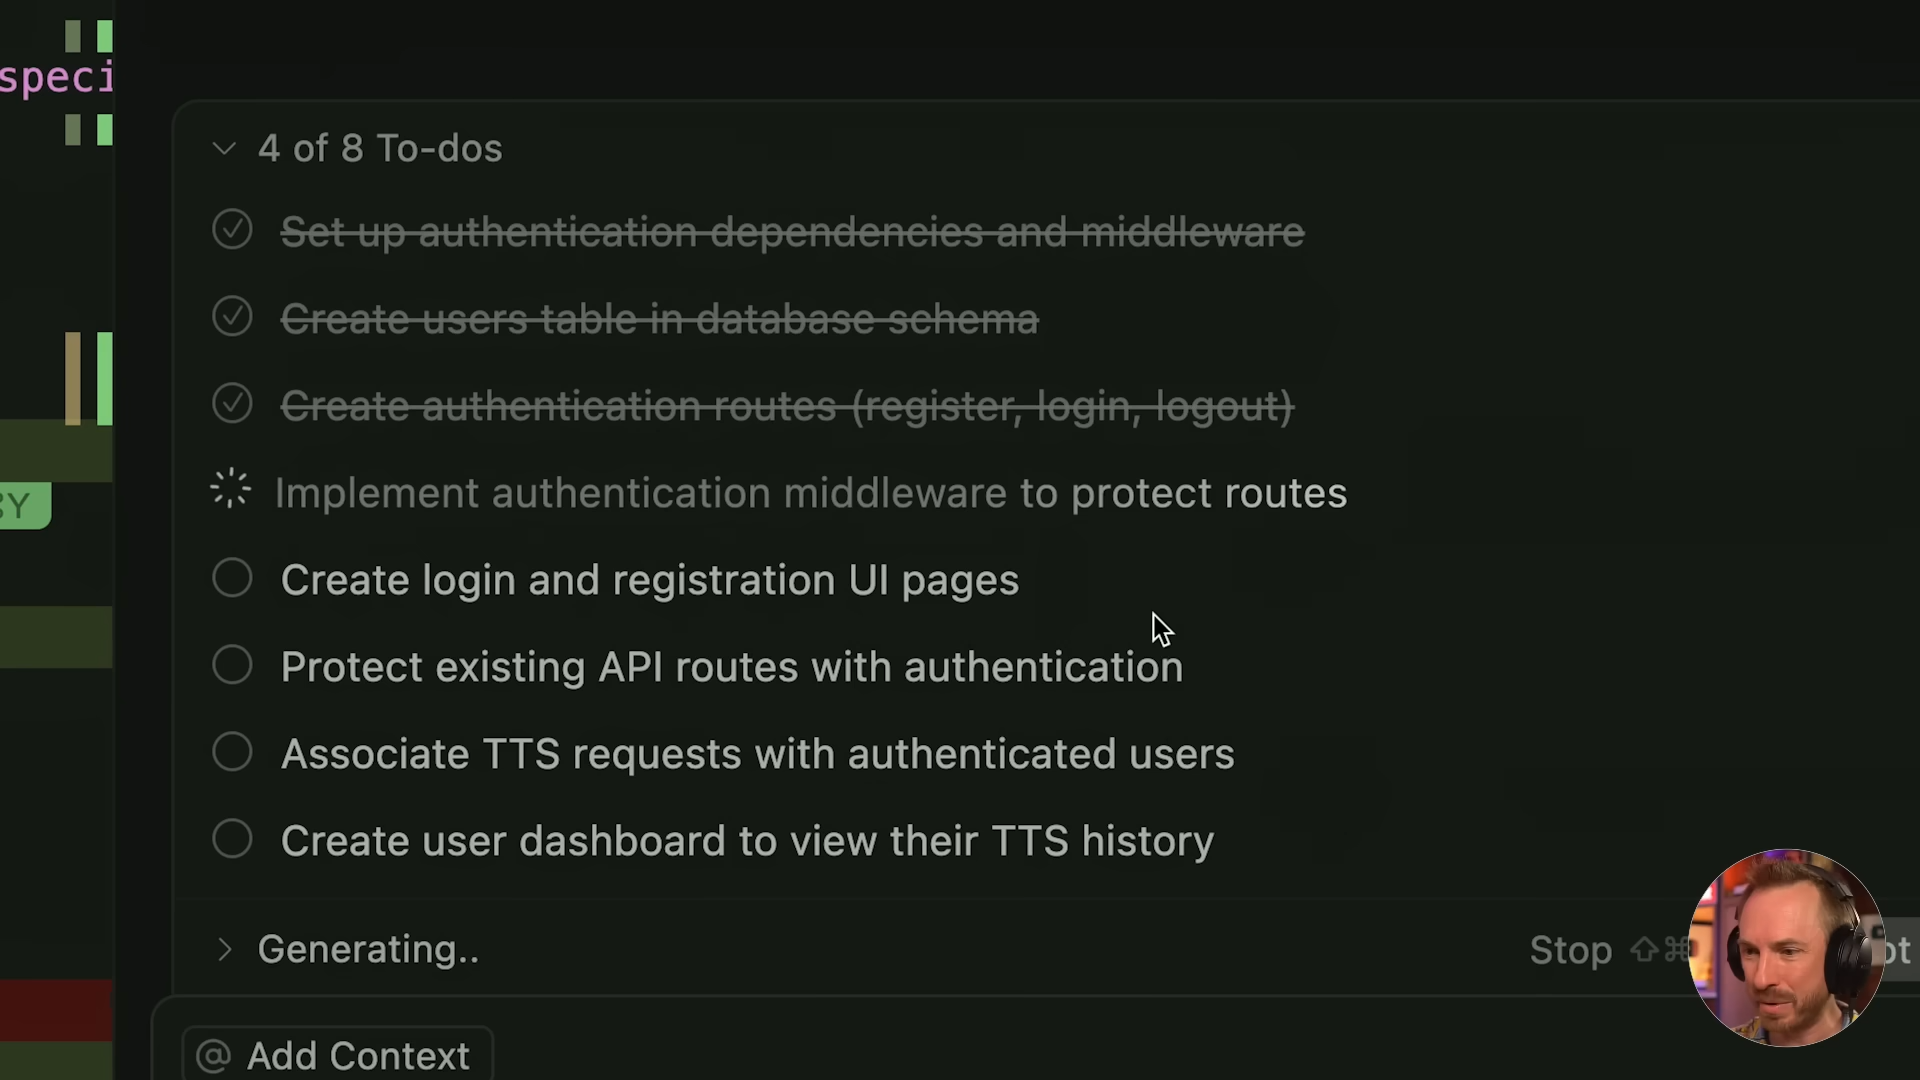 speci
4 of 8 To-dos
Set up authentication dependencies and middleware
Create users table in database schema
Create authentication routes (register, login, logout)
Implement authentication middleware to protect routes
Create login and registration UI pages
Protect existing API routes with authentication
Associate TTS requests with authenticated users
Create user dashboard to view their TTS history
Generating..
Stop ⇧⌘
@ Add Context